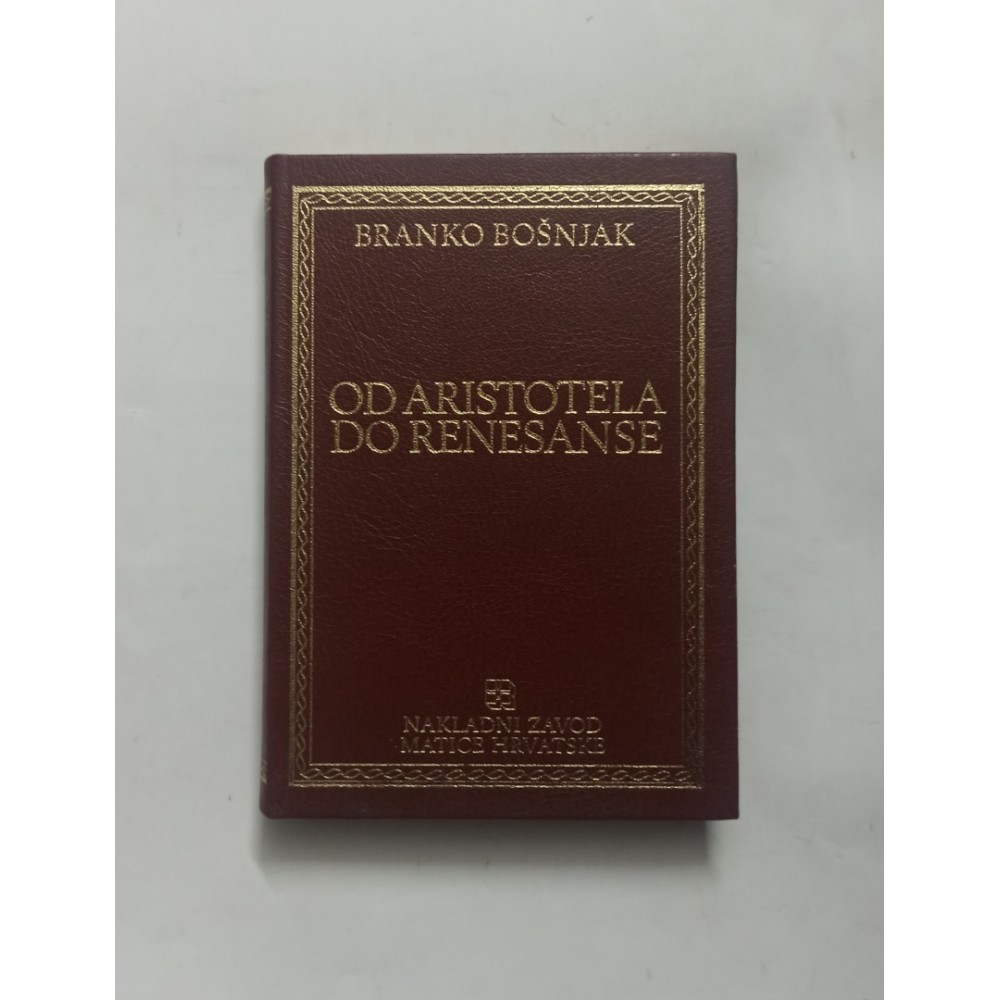 BRANKO BOŠNJAK
OD ARISTOTELA
DO RENESANSE
NAKLADNI ZAVOD
MATICE HRVATSKE